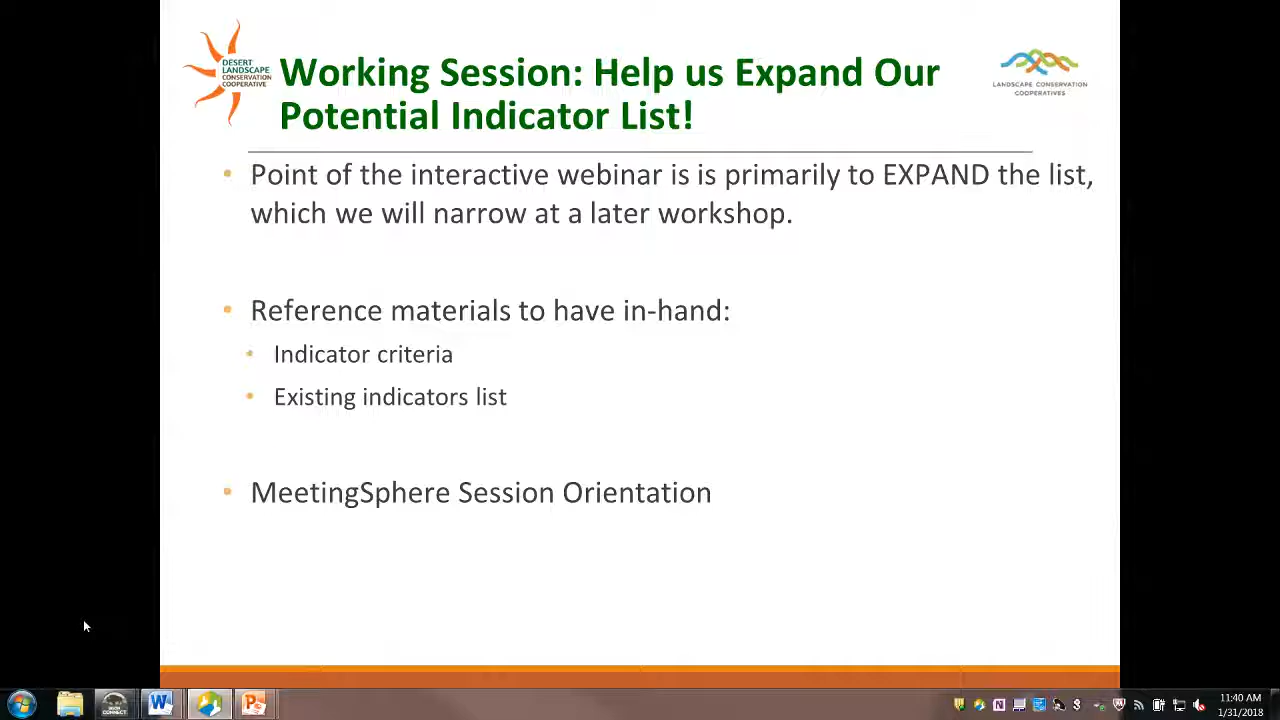 DESERT
LANDSCAPE
CONSERVATION
COOPERATIVE
Working Session: Help us Expand Our
Potential Indicator List!
LANDSCAPE CONSERVATION
COOPERATIVES
• Point of the interactive webinar is is primarily to EXPAND the list,
which we will narrow at a later workshop.
• Reference materials to have in-hand:
• Indicator criteria
• Existing indicators list
• MeetingSphere Session Orientation
11:40 AM
1/31/2018